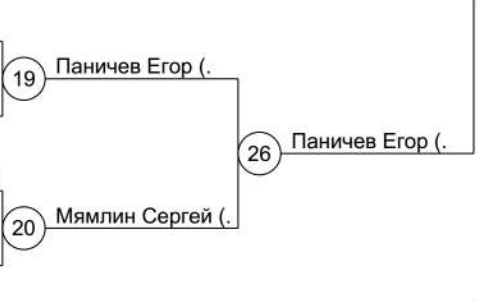 Паничев Егор (.
19
26
Паничев Егор (.
Мямлин Сергей (.
20